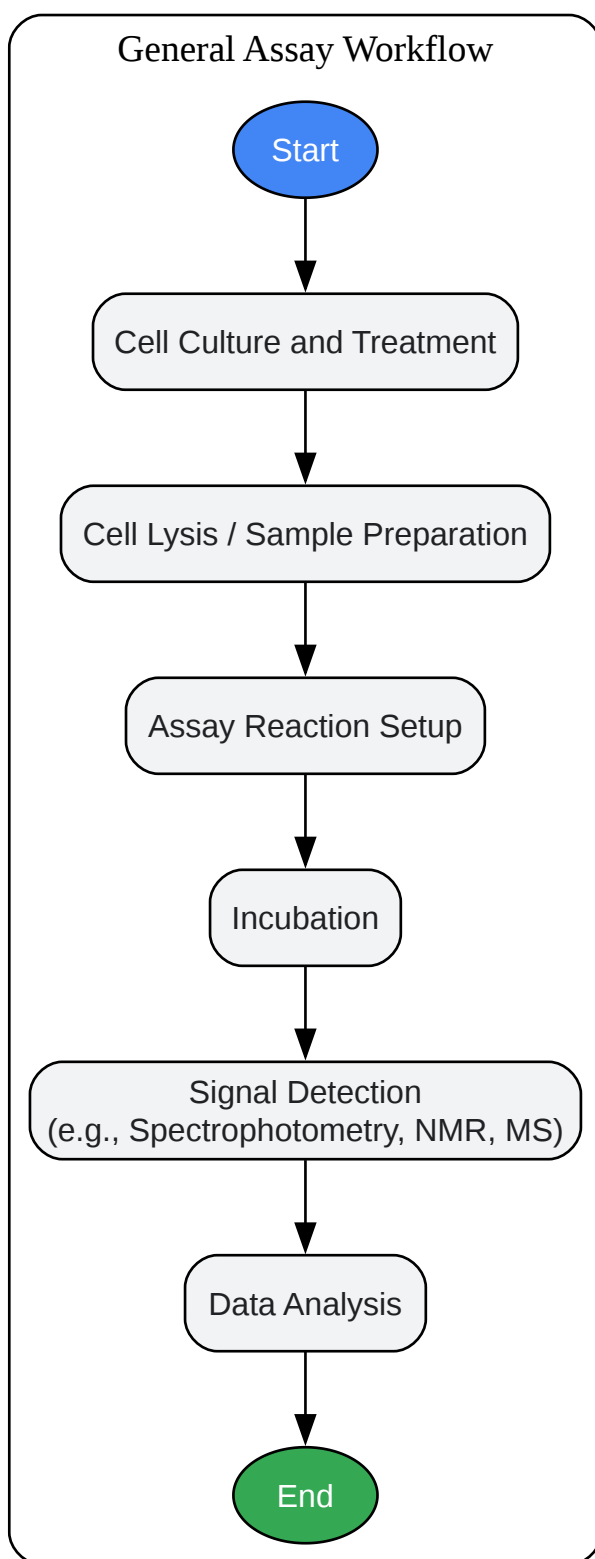 General Assay Workflow
Start
Cell Culture and Treatment
Cell Lysis / Sample Preparation
Assay Reaction Setup
Incubation
Signal Detection
(e.g., Spectrophotometry, NMR, MS)
Data Analysis
End